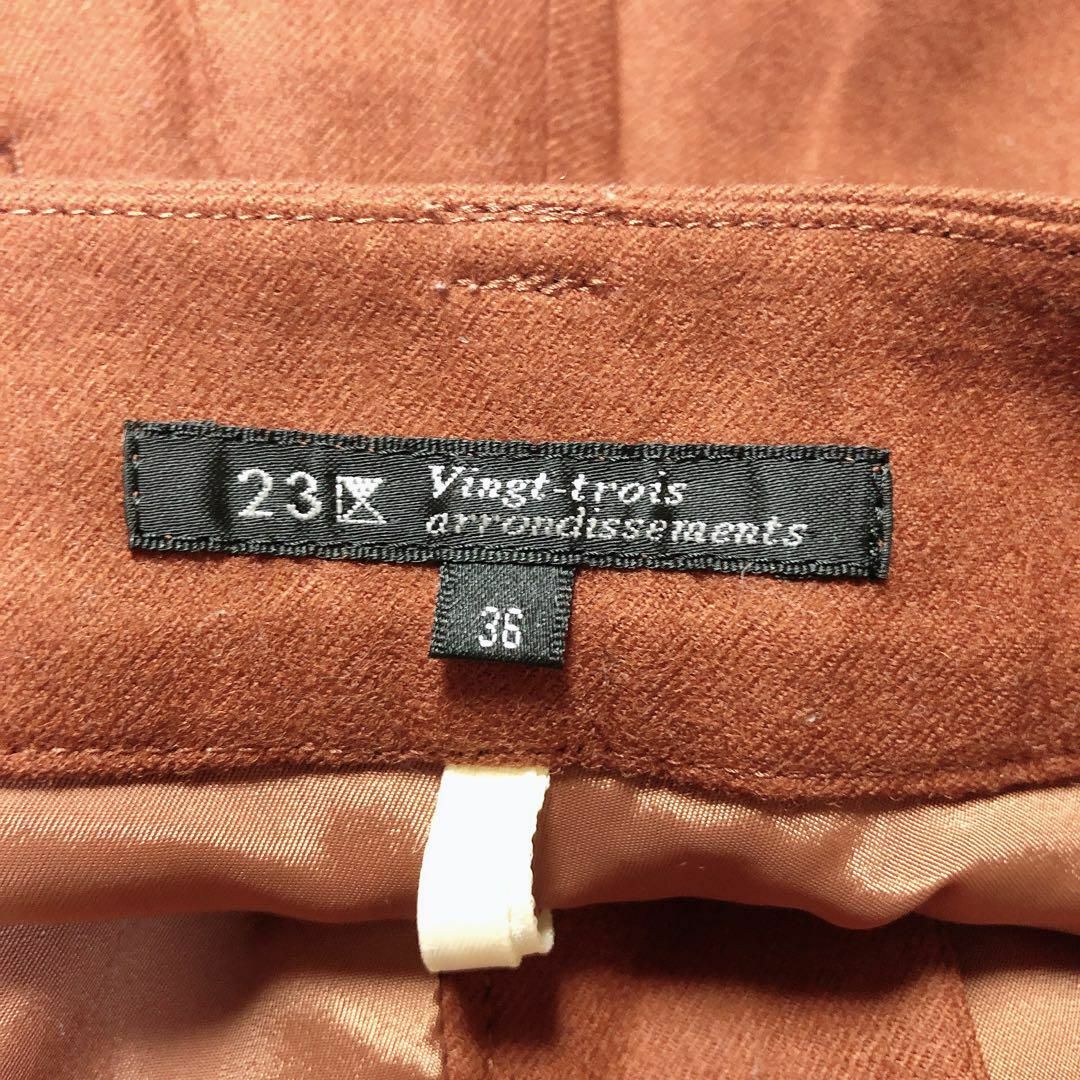 23
Vingt-trois
arrondissements
36